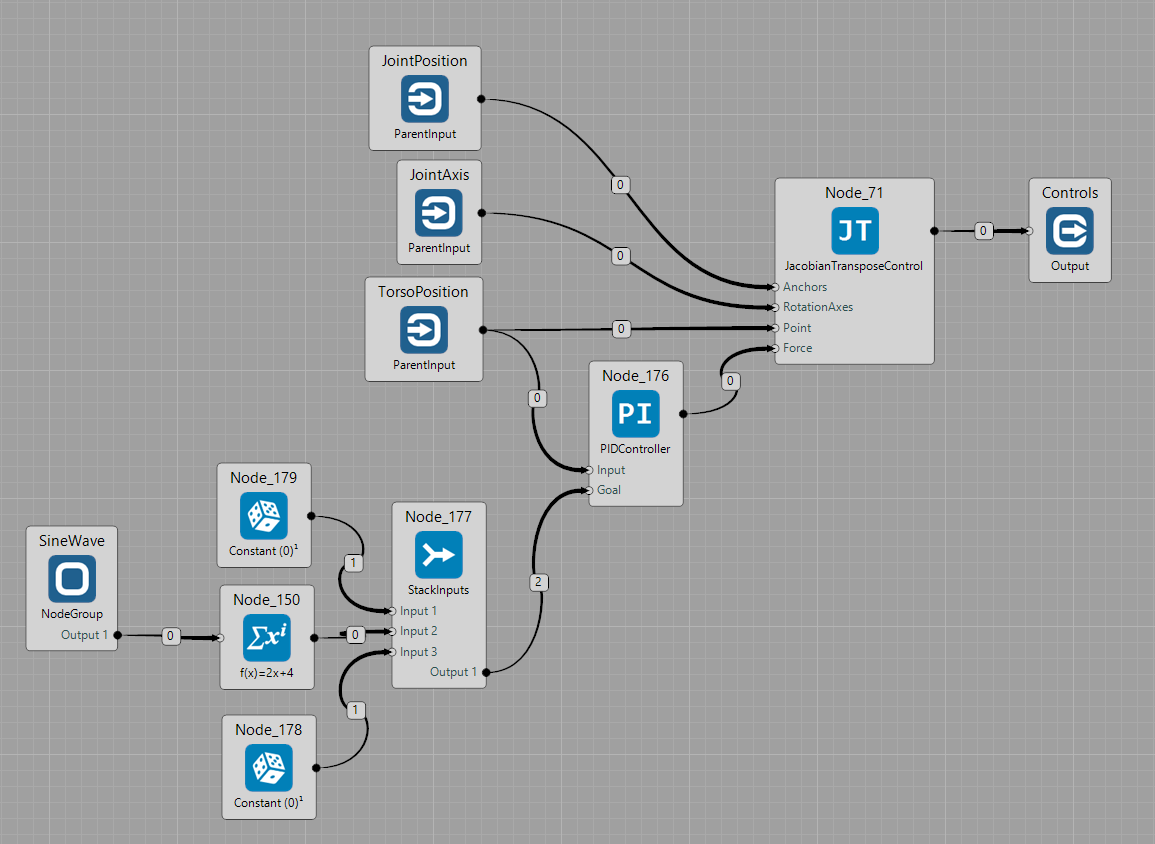 JointPosition
ParentInput
0
JointAxis
ParentInput
0
TorsoPosition
ParentInput
0
0
Node_71
JT
JacobianTransposeControl
Anchors
RotationAxes
Point
Force
0
Controls
Output
Node_176
PI
PIDController
Input
Goal
0
Node_179
Constant (0)¹
1
SineWave
NodeGroup
Output 1
0
Node_150
Σxⁱ
f(x)=2x+4
0
Node_178
Constant (0)¹
1
Node_177
StackInputs
Input 1
Input 2
Input 3
Output 1
2